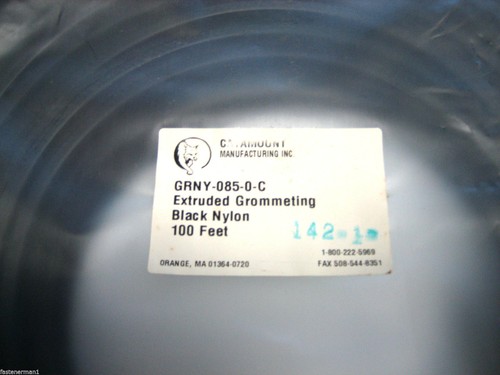 CATAMOUNT
MANUFACTURING INC
GRNY-085-0-C
Extruded Grommeting
Black Nylon
100 Feet
142-1-
1-800-222-5969
ORANGE, MA 01364-0720
FAX 508-544-8351
fastenerman1